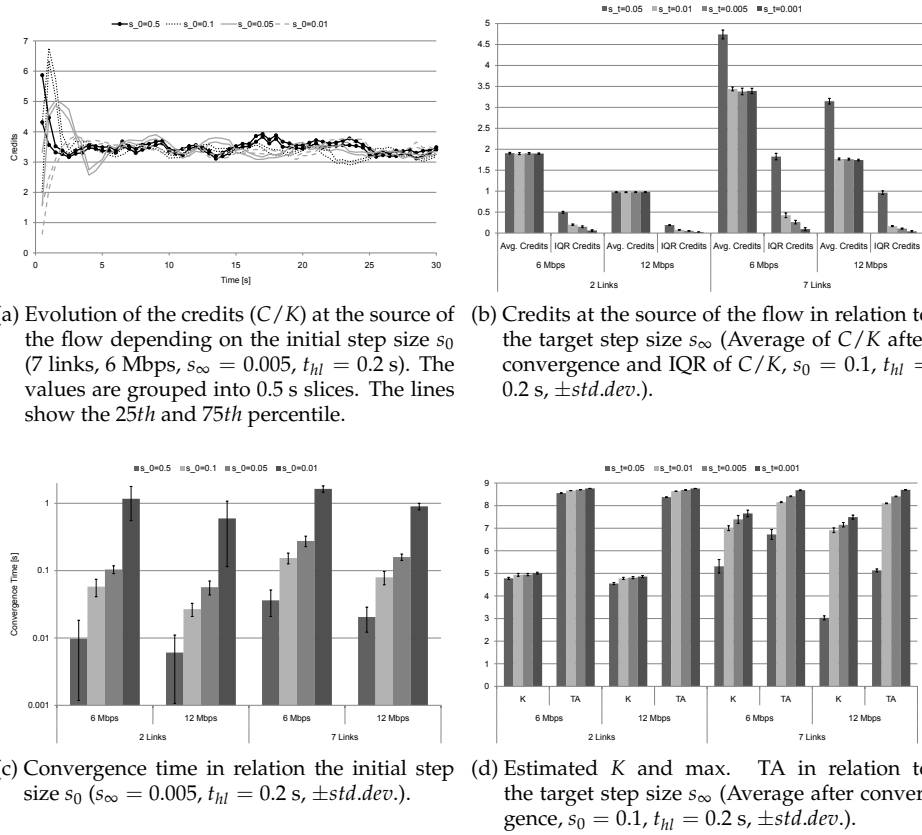 s_0=0.5 s_0=0.1 s_0=0.05 s_0=0.01
7
6
5
4
3
2
1
0
Credits
0 5 10 15 20 25 30
Time [s]
s_t=0.05 s_t=0.01 s_t=0.005 s_t=0.001
5
4.5
4
3.5
3
2.5
2
1.5
1
0.5
0
Avg. Credits IQR Credits Avg. Credits IQR Credits Avg. Credits IQR Credits Avg. Credits IQR Credits
6 Mbps 12 Mbps 6 Mbps 12 Mbps
2 Links 7 Links
a) Evolution of the credits (C/K) at the source of
the flow depending on the initial step size s₀
(7 links, 6 Mbps, s∞ = 0.005, tₕₗ = 0.2 s). The
values are grouped into 0.5 s slices. The lines
show the 25th and 75th percentile.
(b) Credits at the source of the flow in relation to
the target step size s∞ (Average of C/K after
convergence and IQR of C/K, s₀ = 0.1, tₕₗ =
0.2 s, ±std.dev.).
s_0=0.5 s_0=0.1 s_0=0.05 s_0=0.01
1
0.1
0.01
0.001
Convergence Time [s]
6 Mbps 12 Mbps 6 Mbps 12 Mbps
2 Links 7 Links
s_t=0.05 s_t=0.01 s_t=0.005 s_t=0.001
9
8
7
6
5
4
3
2
1
0
K TA K TA K TA K TA
6 Mbps 12 Mbps 6 Mbps 12 Mbps
2 Links 7 Links
(c) Convergence time in relation the initial step
size s₀ (s∞ = 0.005, tₕₗ = 0.2 s, ±std.dev.).
(d) Estimated K and max. TA in relation to
the target step size s∞ (Average after conver
gence, s₀ = 0.1, tₕₗ = 0.2 s, ±std.dev.).